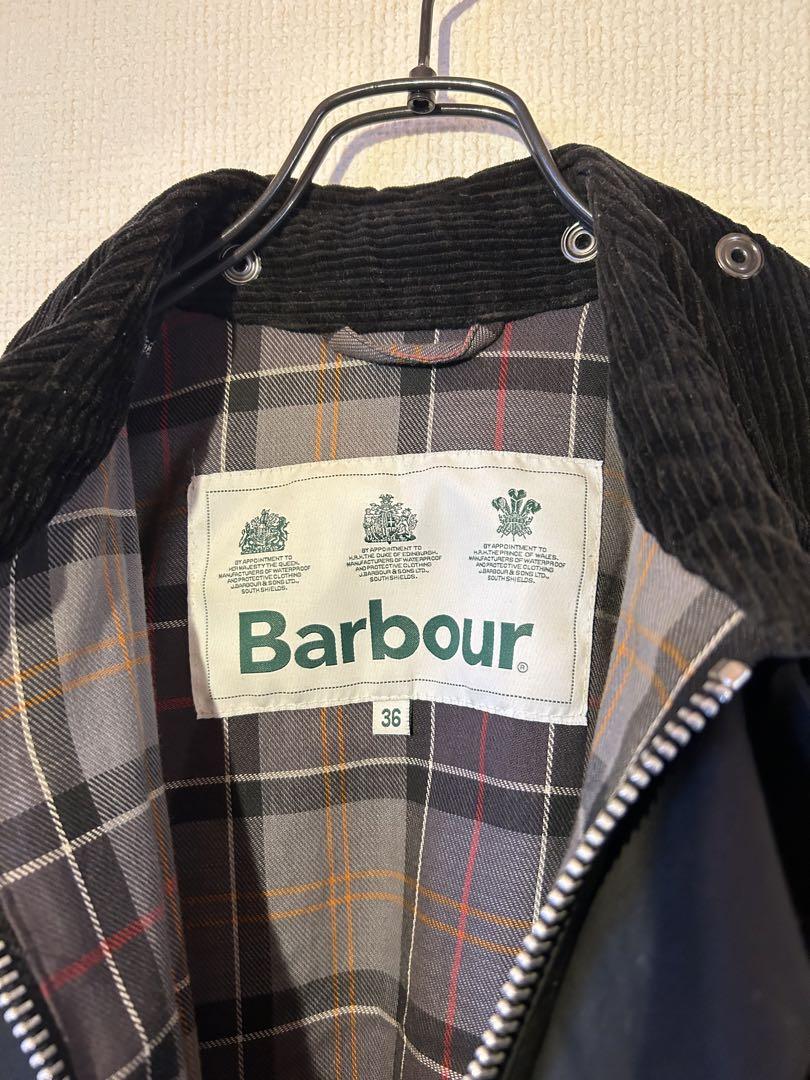 BY APPOINTMENT TO
HER MAJESTY THE QUEEN,
MANUFACTURERS OF WATERPROOF
AND PROTECTIVE CLOTHING
J.BARBOUR & SONS LTD.,
SOUTH SHIELDS.
BY APPOINTMENT TO
H.R.H. THE DUKE OF EDINBURGH,
MANUFACTURERS OF WATERPROOF
AND PROTECTIVE CLOTHING
J.BARBOUR & SONS LTD.,
SOUTH SHIELDS.
BY APPOINTMENT TO
H.R.H. THE PRINCE OF WALES,
MANUFACTURERS OF WATERPROOF
AND PROTECTIVE CLOTHING
J.BARBOUR & SONS LTD.,
SOUTH SHIELDS.
Barbour®
36